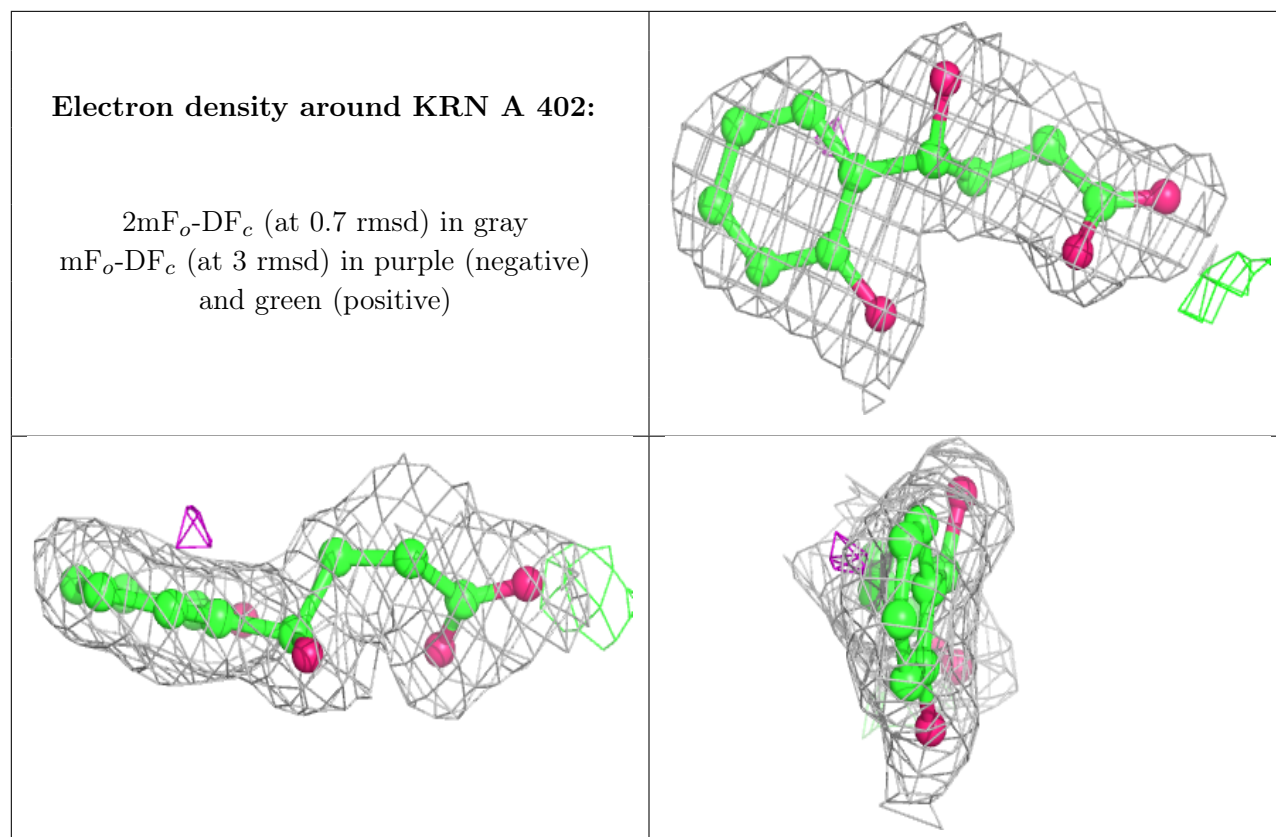 Electron density around KRN A 402:
2mFₒ-DF𝒸 (at 0.7 rmsd) in gray
mFₒ-DF𝒸 (at 3 rmsd) in purple (negative)
and green (positive)